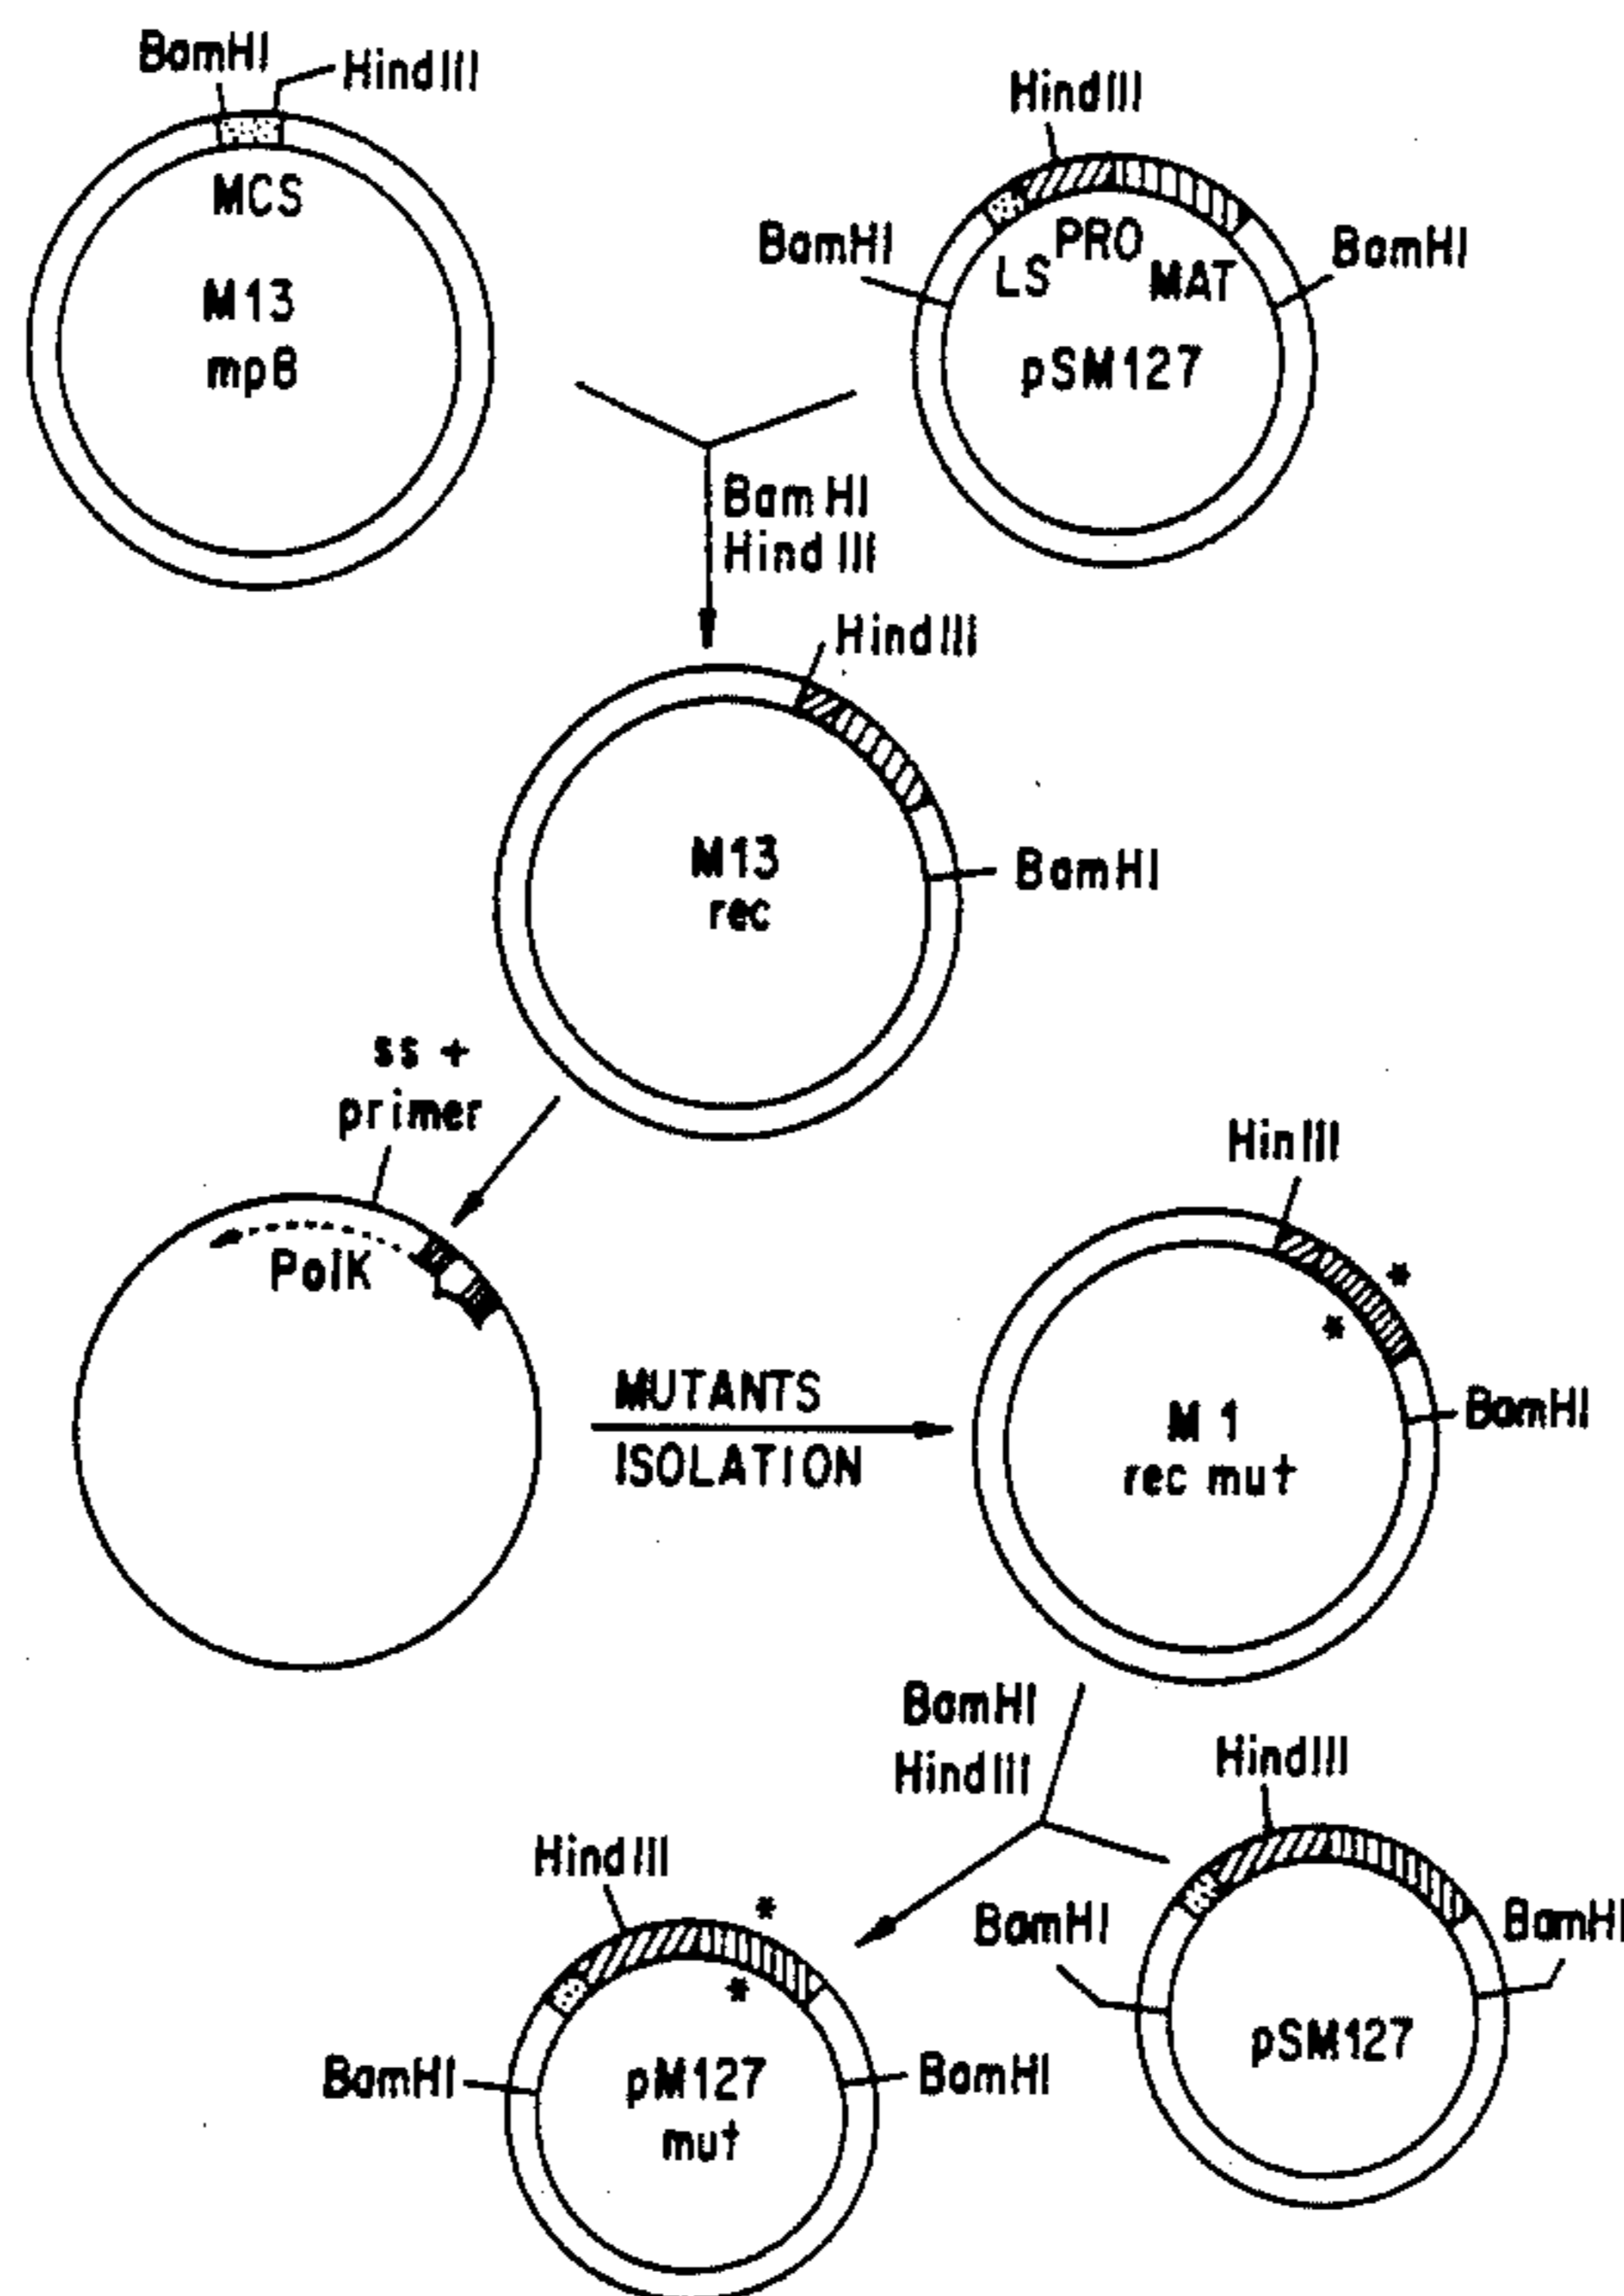 BamHI
HindIII
MCS
M13
mp8
HindIII
BamHI
LS
PRO
MAT
BamHI
pSM127
BamHI
HindIII
HindIII
M13
rec
BamHI
ss +
primer
PolK
MUTANTS
ISOLATION
HinIII
*
*
M1
rec mut
BamHI
BamHI
HindIII
HindIII
BamHI
BamHI
pSM127
HindIII
*
*
BamHI
pM127
mut
BamHI